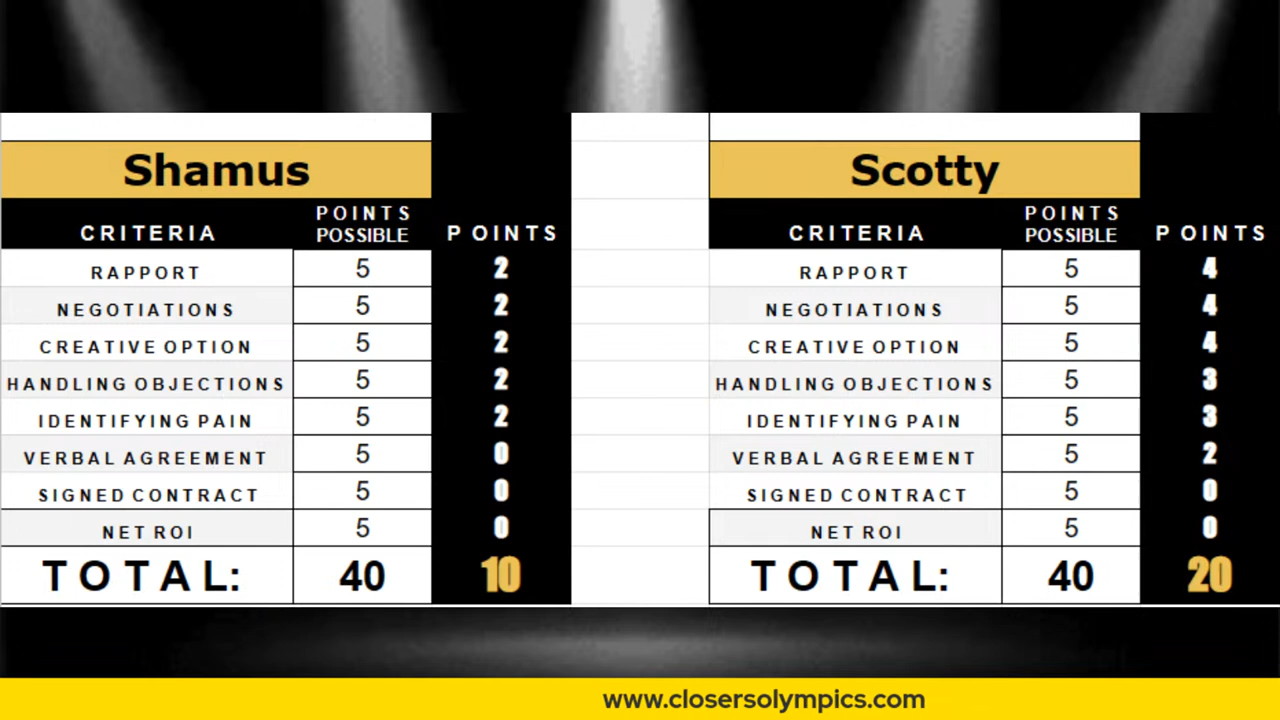 Shamus
CRITERIA POINTS POSSIBLE POINTS
RAPPORT 5 2
NEGOTIATIONS 5 2
CREATIVE OPTION 5 2
HANDLING OBJECTIONS 5 2
IDENTIFYING PAIN 5 2
VERBAL AGREEMENT 5 0
SIGNED CONTRACT 5 0
NET ROI 5 0
TOTAL: 40 10
Scotty
CRITERIA POINTS POSSIBLE POINTS
RAPPORT 5 4
NEGOTIATIONS 5 4
CREATIVE OPTION 5 4
HANDLING OBJECTIONS 5 3
IDENTIFYING PAIN 5 3
VERBAL AGREEMENT 5 2
SIGNED CONTRACT 5 0
NET ROI 5 0
TOTAL: 40 20
www.closersolympics.com